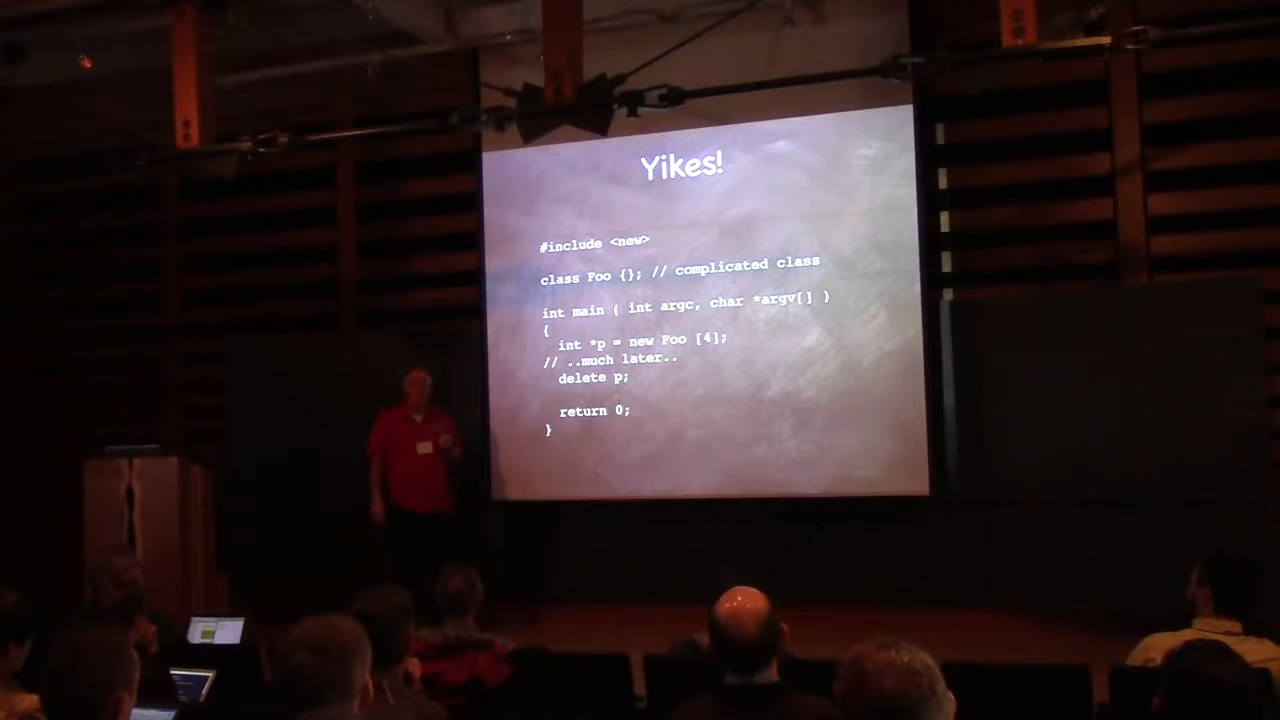 Yikes!
#include <new>
class Foo {}; // complicated class
int main ( int argc, char *argv[] )
{
int *p = new Foo [4];
// ..much later..
delete p;
return 0;
}